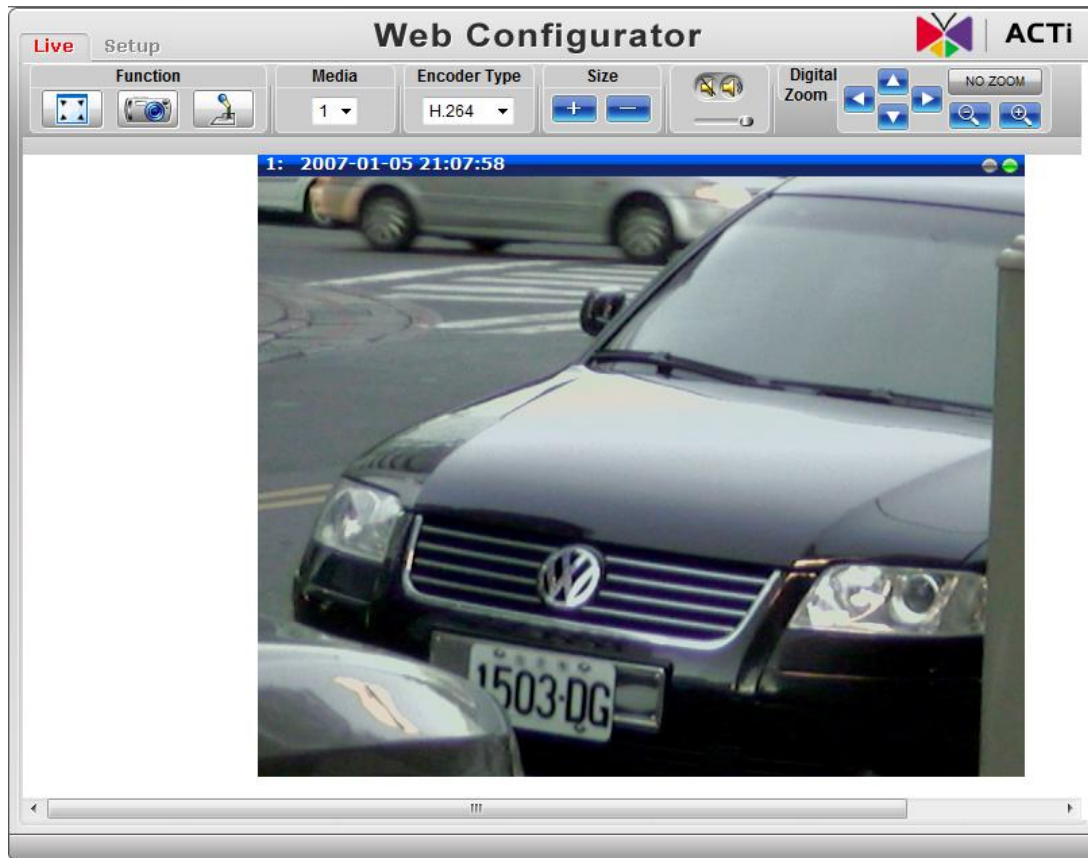 Live Setup
Web Configurator
ACTi
Function
Media
Encoder Type
Size
Digital
Zoom
NO ZOOM
1
H.264
1: 2007-01-05 21:07:58
1503·DG